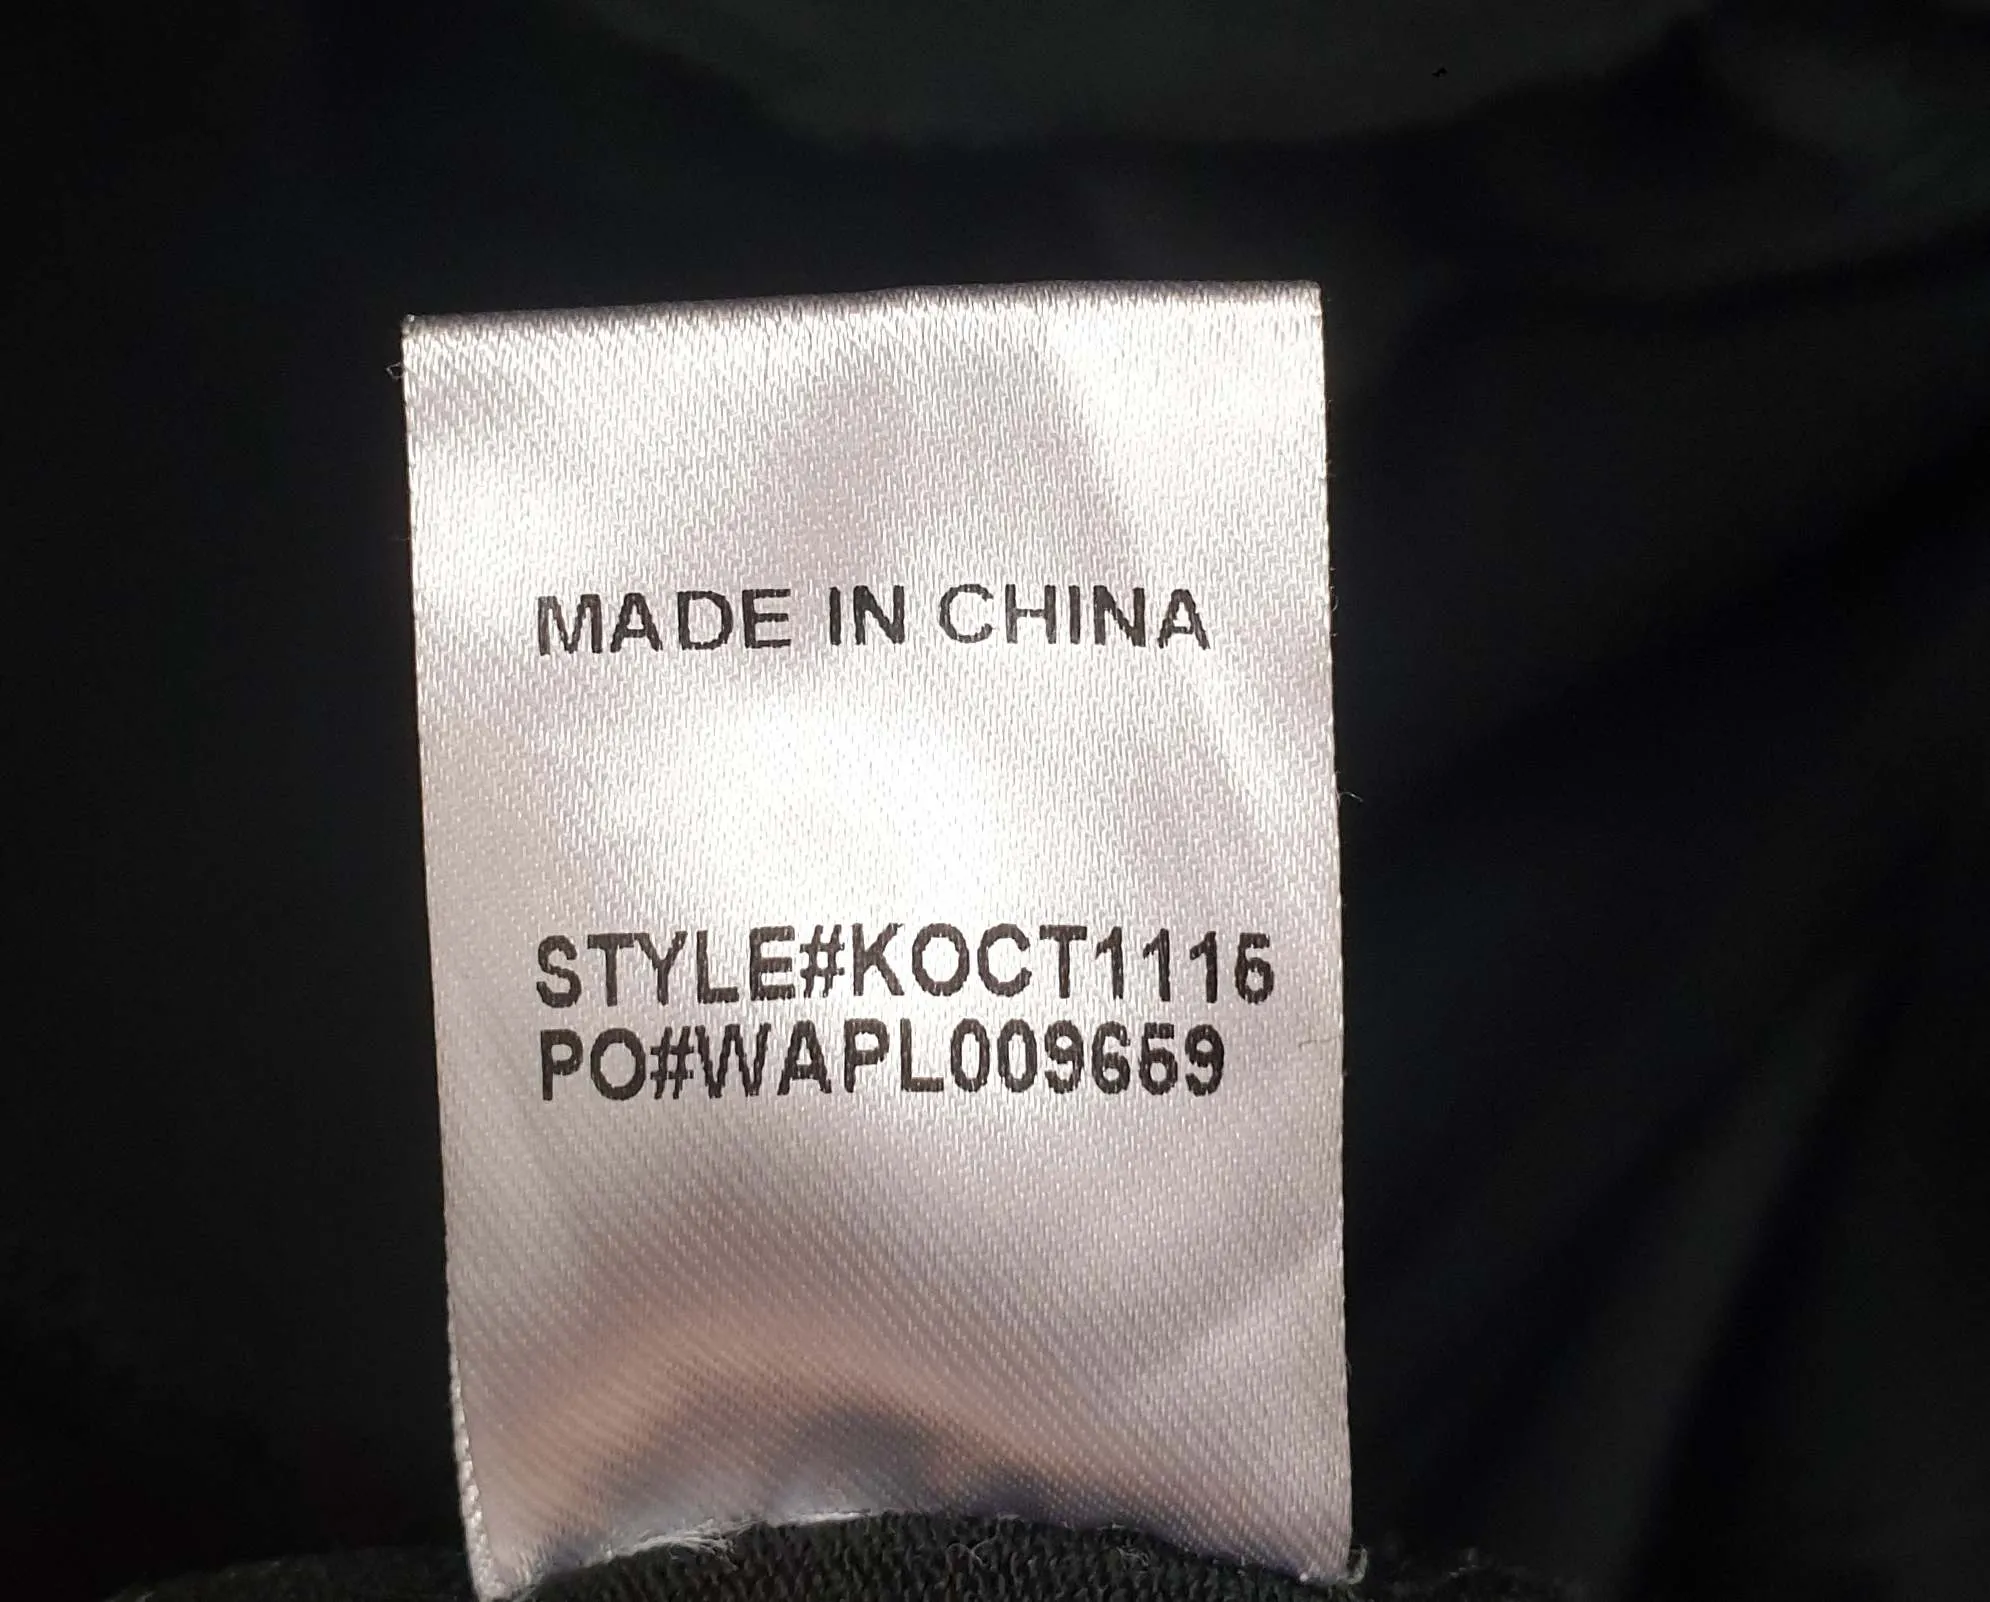 MADE IN CHINA
STYLE#KOCT1116
PO#WAPL009659